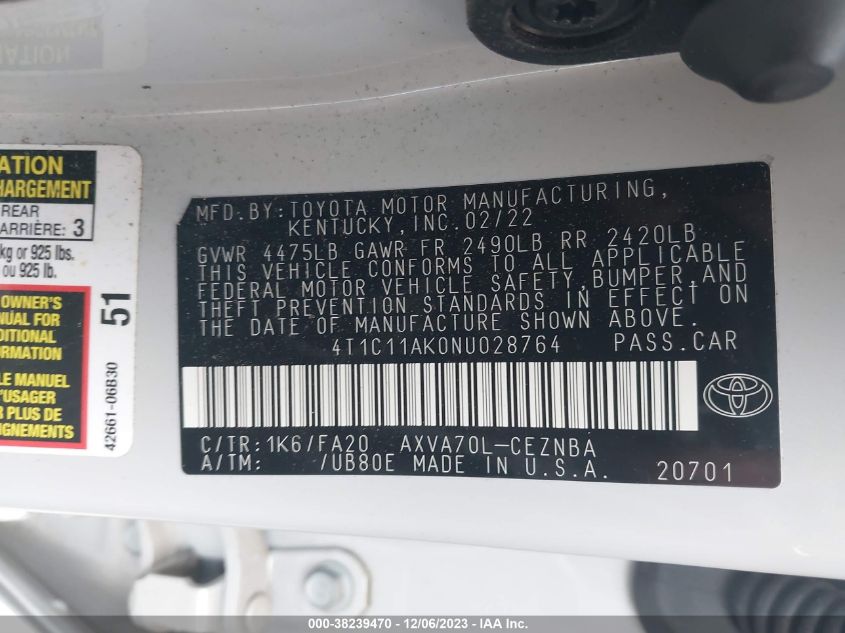 ATION
HARGEMENT
REAR
ARRIÈRE: 3
kg or 925 lbs.
ou 925 lb.
OWNER'S
NUAL FOR
DITIONAL
ORMATION
LE MANUEL
'USAGER
R PLUS DE
IGNEMENTS
51
42661-06B30
MFD. BY: TOYOTA MOTOR MANUFACTURING,
KENTUCKY, INC. 02/22
GVWR 4475LB GAWR FR 2490LB RR 2420LB
THIS VEHICLE CONFORMS TO ALL APPLICABLE
FEDERAL MOTOR VEHICLE SAFETY, BUMPER, AND
THEFT PREVENTION STANDARDS IN EFFECT ON
THE DATE OF MANUFACTURE SHOWN ABOVE.
4T1C11AK0NU028764 PASS.CAR
C/TR: 1K6/FA20 AXVA70L-CEZNBA
A/TM: /UB80E MADE IN U.S.A. 20701
000-38239470 - 12/06/2023 - IAAI.com